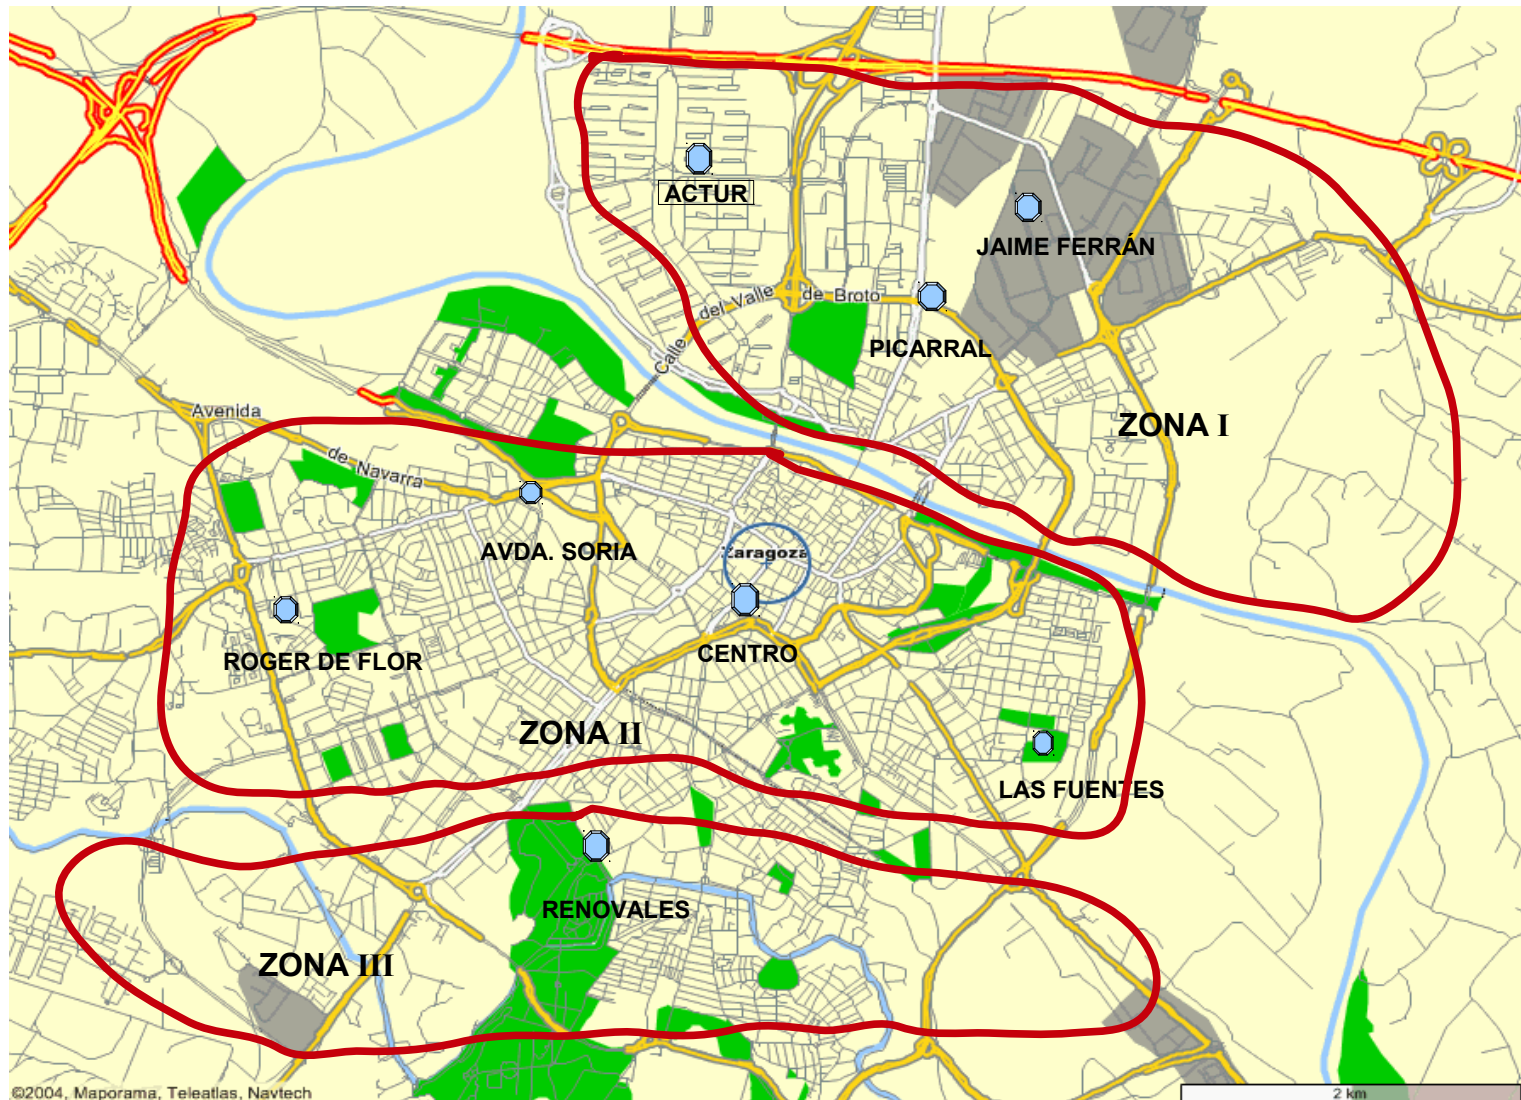 ACTUR
JAIME FERRÁN
del Valle
de Broto
Calle
PICARRAL
Avenida
ZONA I
de Navarra
AVDA. SORIA
Zaragoza
CENTRO
ROGER DE FLOR
ZONA II
LAS FUENTES
RENOVALES
ZONA III
©2004, Maporama, Teleatlas, Navtech
2 km